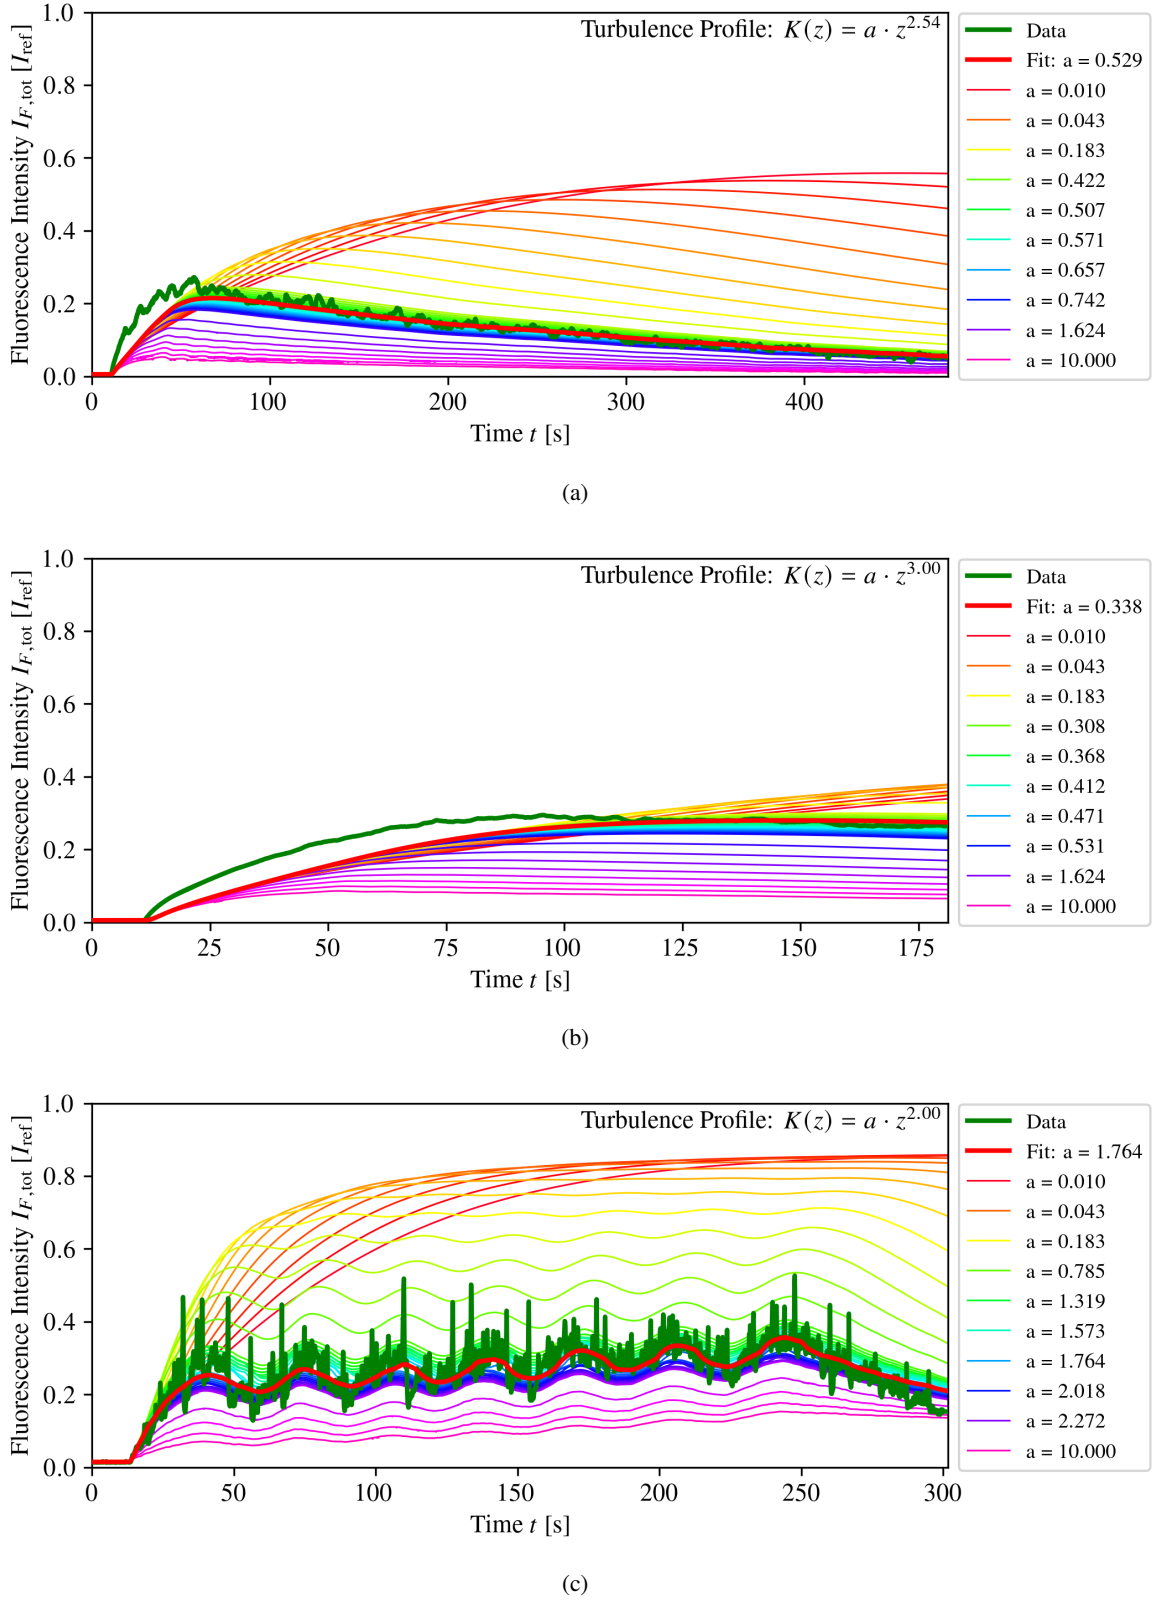 Turbulence Profile: K(z) = a · z^2.54
Fluorescence Intensity I_F,tot [I_ref]
1.0
0.8
0.6
0.4
0.2
0.0
0 100 200 300 400
Time t [s]
Data
Fit: a = 0.529
a = 0.010
a = 0.043
a = 0.183
a = 0.422
a = 0.507
a = 0.571
a = 0.657
a = 0.742
a = 1.624
a = 10.000
(a)
Turbulence Profile: K(z) = a · z^3.00
Fluorescence Intensity I_F,tot [I_ref]
1.0
0.8
0.6
0.4
0.2
0.0
0 25 50 75 100 125 150 175
Time t [s]
Data
Fit: a = 0.338
a = 0.010
a = 0.043
a = 0.183
a = 0.308
a = 0.368
a = 0.412
a = 0.471
a = 0.531
a = 1.624
a = 10.000
(b)
Turbulence Profile: K(z) = a · z^2.00
Fluorescence Intensity I_F,tot [I_ref]
1.0
0.8
0.6
0.4
0.2
0.0
0 50 100 150 200 250 300
Time t [s]
Data
Fit: a = 1.764
a = 0.010
a = 0.043
a = 0.183
a = 0.785
a = 1.319
a = 1.573
a = 1.764
a = 2.018
a = 2.272
a = 10.000
(c)